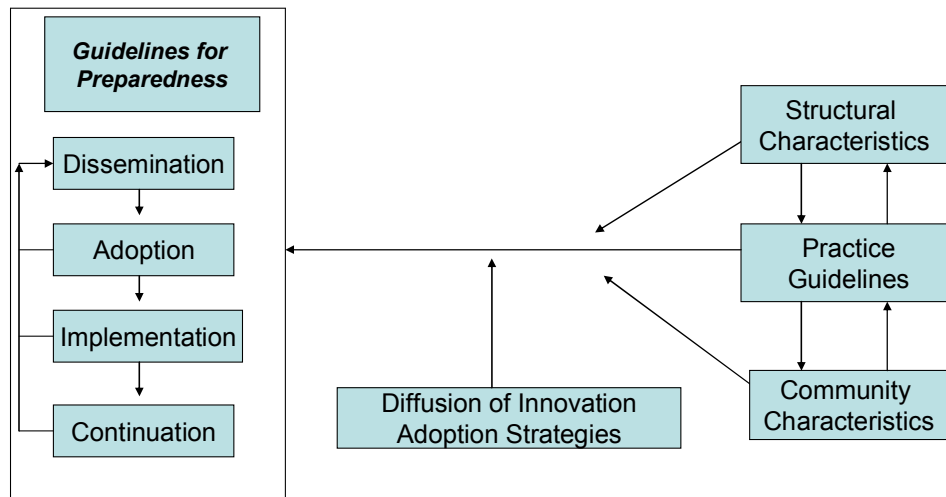 Guidelines for
Preparedness
Dissemination
Adoption
Implementation
Continuation
Diffusion of Innovation
Adoption Strategies
Structural
Characteristics
Practice
Guidelines
Community
Characteristics